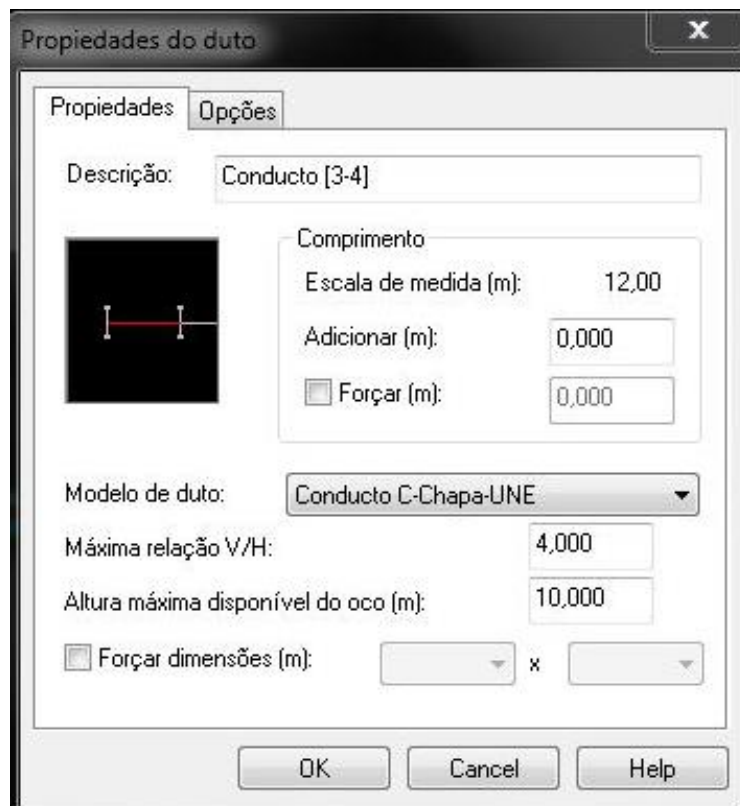 Propiedades do duto
x
Propiedades Opções
Descrição: Conducto [3-4]
Comprimento
Escala de medida (m): 12,00
Adicionar (m): 0,000
Forçar (m): 0,000
Modelo de duto: Conducto C-Chapa-UNE
Máxima relação V/H: 4,000
Altura máxima disponível do oco (m): 10,000
Forçar dimensões (m): x
OK Cancel Help